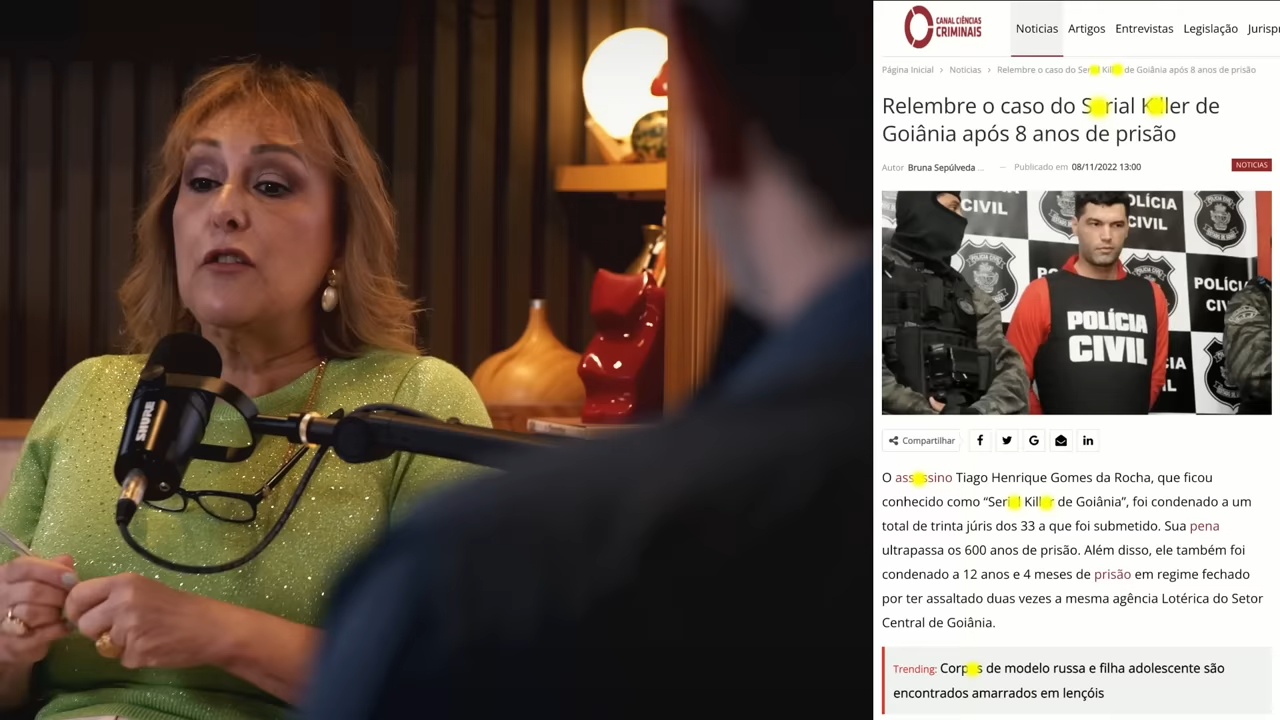 SHURE
CANAL CIÊNCIAS
CRIMINAIS
Noticias Artigos Entrevistas Legislação Jurisp
Página Inicial > Noticias > Relembre o caso do Serial Killer de Goiânia após 8 anos de prisão
Relembre o caso do Serial Killer de
Goiânia após 8 anos de prisão
Autor Bruna Sepúlveda ... — Publicado em 08/11/2022 13:00
NOTICIAS
CIVIL
POLÍCIA
CIVIL
POLÍCIA
CIVIL
Compartilhar
O assassino Tiago Henrique Gomes da Rocha, que ficou
conhecido como “Serial Killer de Goiânia”, foi condenado a um
total de trinta júris dos 33 a que foi submetido. Sua pena
ultrapassa os 600 anos de prisão. Além disso, ele também foi
condenado a 12 anos e 4 meses de prisão em regime fechado
por ter assaltado duas vezes a mesma agência Lotérica do Setor
Central de Goiânia.
Trending: Corpos de modelo russa e filha adolescente são
encontrados amarrados em lençóis